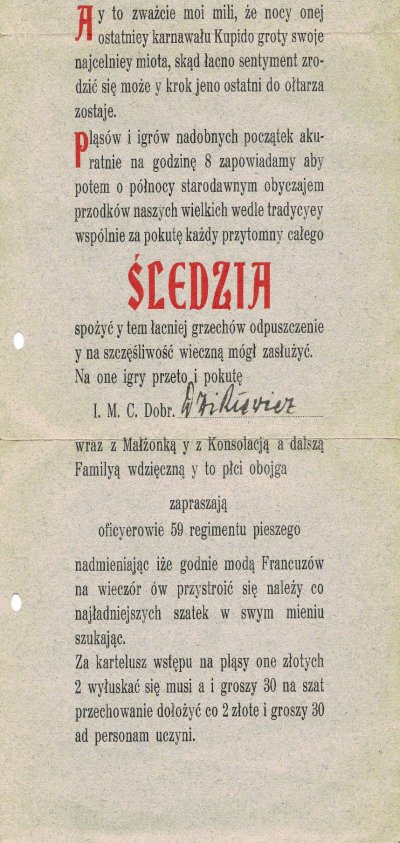 Ay to zważcie moi mili, że nocy onej
ostatniey karnawału Kupido groty swoje
najcelniey miota, skąd łacno sentyment zro-
dzić się może y krok jeno ostatni do ołtarza
zostaje.
Pląsów i igrów nadobnych początek aku-
ratnie na godzinę 8 zapowiadamy aby
potem o północy starodawnym obyczajem
przodków naszych wielkich wedle tradycyey
wspólnie za pokutę każdy przytomny całego
ŚLEDZIA
spożyć y tem łacniej grzechów odpuszczenie
y na szczęśliwość wieczną mógł zasłużyć.
Na one igry przeto i pokutę
I. M. C. Dobr.
wraz z Małżonką y z Konsolacją a dalszą
Familyą wdzięczną y to płci obojga
zapraszają
oficyerowie 59 regimentu pieszego
nadmieniając iże godnie modą Francuzów
na wieczór ów przystroić się należy co
najładniejszych szatek w swym mieniu
szukając.
Za kartelusz wstępu na pląsy one złotych
2 wyłuskać się musi a i groszy 30 na szat
przechowanie dołożyć co 2 złote i groszy 30
ad personam uczyni.